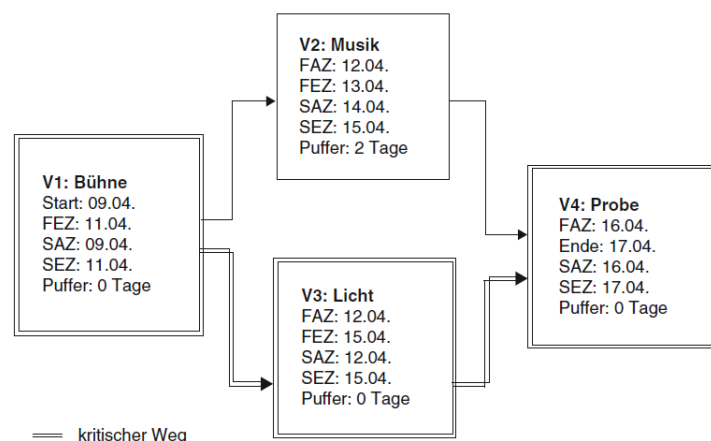 V2: Musik
FAZ: 12.04.
FEZ: 13.04.
SAZ: 14.04.
SEZ: 15.04.
Puffer: 2 Tage
V1: Bühne
Start: 09.04.
FEZ: 11.04.
SAZ: 09.04.
SEZ: 11.04.
Puffer: 0 Tage
V4: Probe
FAZ: 16.04.
Ende: 17.04.
SAZ: 16.04.
SEZ: 17.04.
Puffer: 0 Tage
V3: Licht
FAZ: 12.04.
FEZ: 15.04.
SAZ: 12.04.
SEZ: 15.04.
Puffer: 0 Tage
kritischer Weg